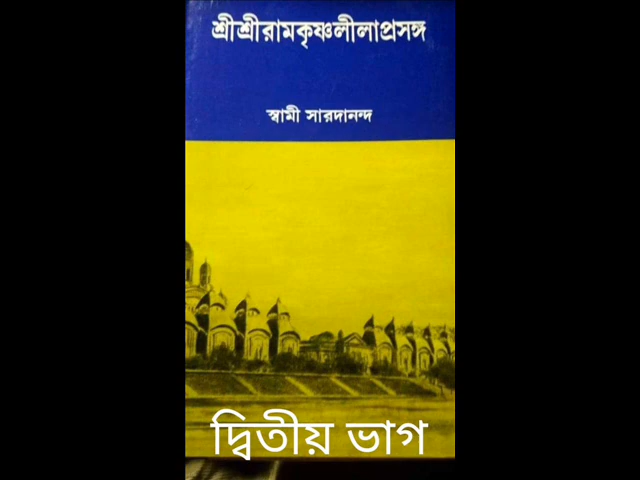 শ্রীশ্রীরামকৃষ্ণলীলাপ্রসঙ্গ
স্বামী সারদানন্দ
দ্বিতীয় ভাগ